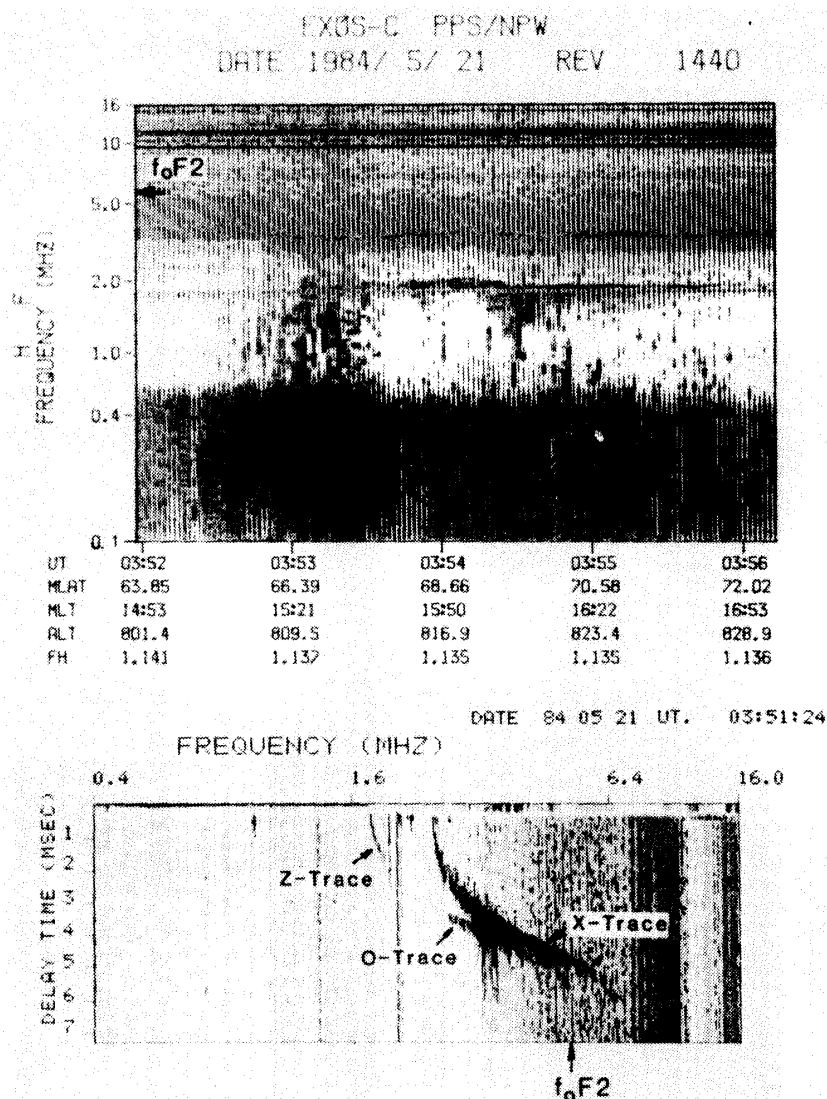 EXOS-C PPS/NPW
DATE 1984/ 5/ 21 REV 1440
16
10
foF2
5.0
2.0
1.0
0.4
0.1
HF
FREQUENCY (MHZ)
UT 03:52 03:53 03:54 03:55 03:56
MLAT 63.85 66.39 68.66 70.58 72.02
MLT 14:53 15:21 15:50 16:22 16:53
ALT 801.4 809.5 816.9 823.4 828.9
FH 1.141 1.137 1.135 1.135 1.136
DATE 84 05 21 UT. 03:51:24
FREQUENCY (MHZ)
0.4 1.6 6.4 16.0
DELAY TIME (MSEC)
1
2
3
4
5
6
7
Z-Trace
X-Trace
O-Trace
foF2